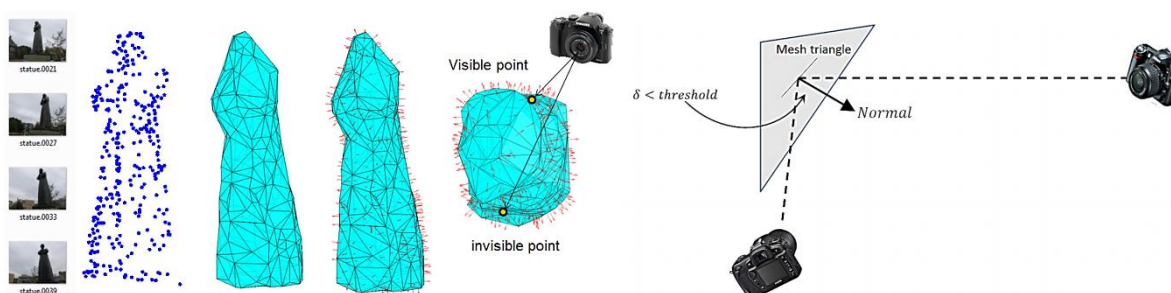 statue.0021
statue.0027
statue.0033
statue.0039
Visible point
invisible point
Mesh triangle
δ < threshold
Normal